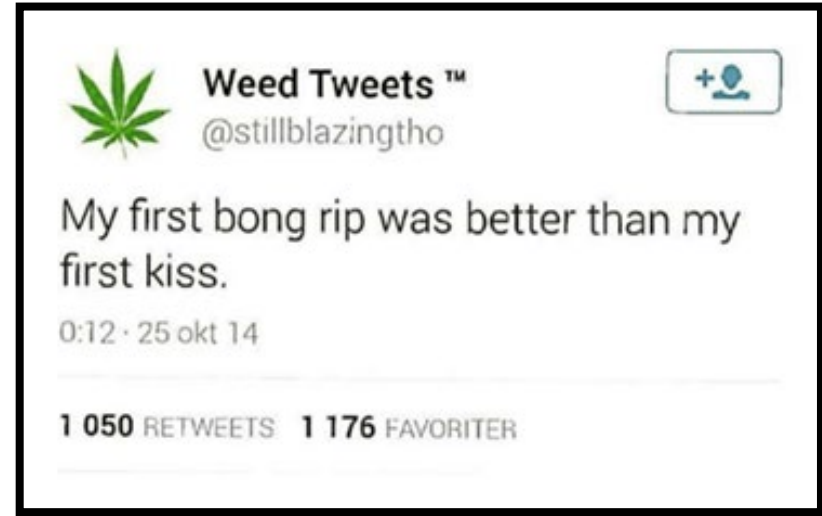 Weed Tweets ™
@stillblazingtho
My first bong rip was better than my
first kiss.
0:12 · 25 okt 14
1 050 RETWEETS 1 176 FAVORITER